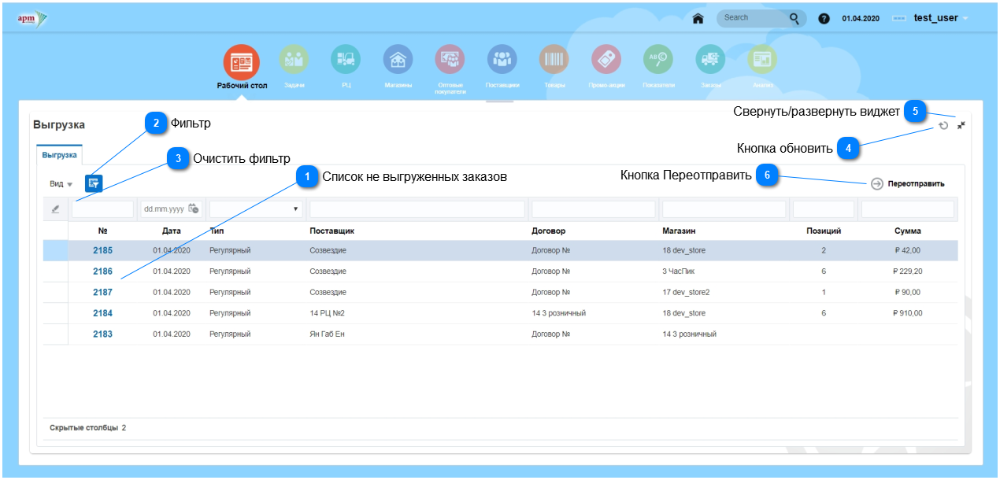 арт
Search
?
01.04.2020
test_user
Рабочий стол
Задачи
РЦ
Магазины
Оптовые
покупатели
Поставщики
Товары
Промо-акции
Показатели
Заказы
Анализ
Свернуть/развернуть виджет 5
Выгрузка
2 Фильтр
Кнопка обновить 4
Выгрузка
3 Очистить фильтр
1 Список не выгруженных заказов
Кнопка Переотправить 6
Вид
Переотправить
dd.mm.yyyy
№ Дата Тип Поставщик Договор Магазин Позиций Сумма
2185 01.04.2020 Регулярный Созвездие Договор № 18 dev_store 2 ₽ 42,00
2186 01.04.2020 Регулярный Созвездие Договор № 3 ЧасПик 6 ₽ 229,20
2187 01.04.2020 Регулярный Созвездие Договор № 17 dev_store2 1 ₽ 90,00
2184 01.04.2020 Регулярный 14 РЦ №2 14 3 розничный 18 dev_store 6 ₽ 910,00
2183 01.04.2020 Регулярный Ян Габ Ен Договор № 14 3 розничный
Скрытые столбцы 2